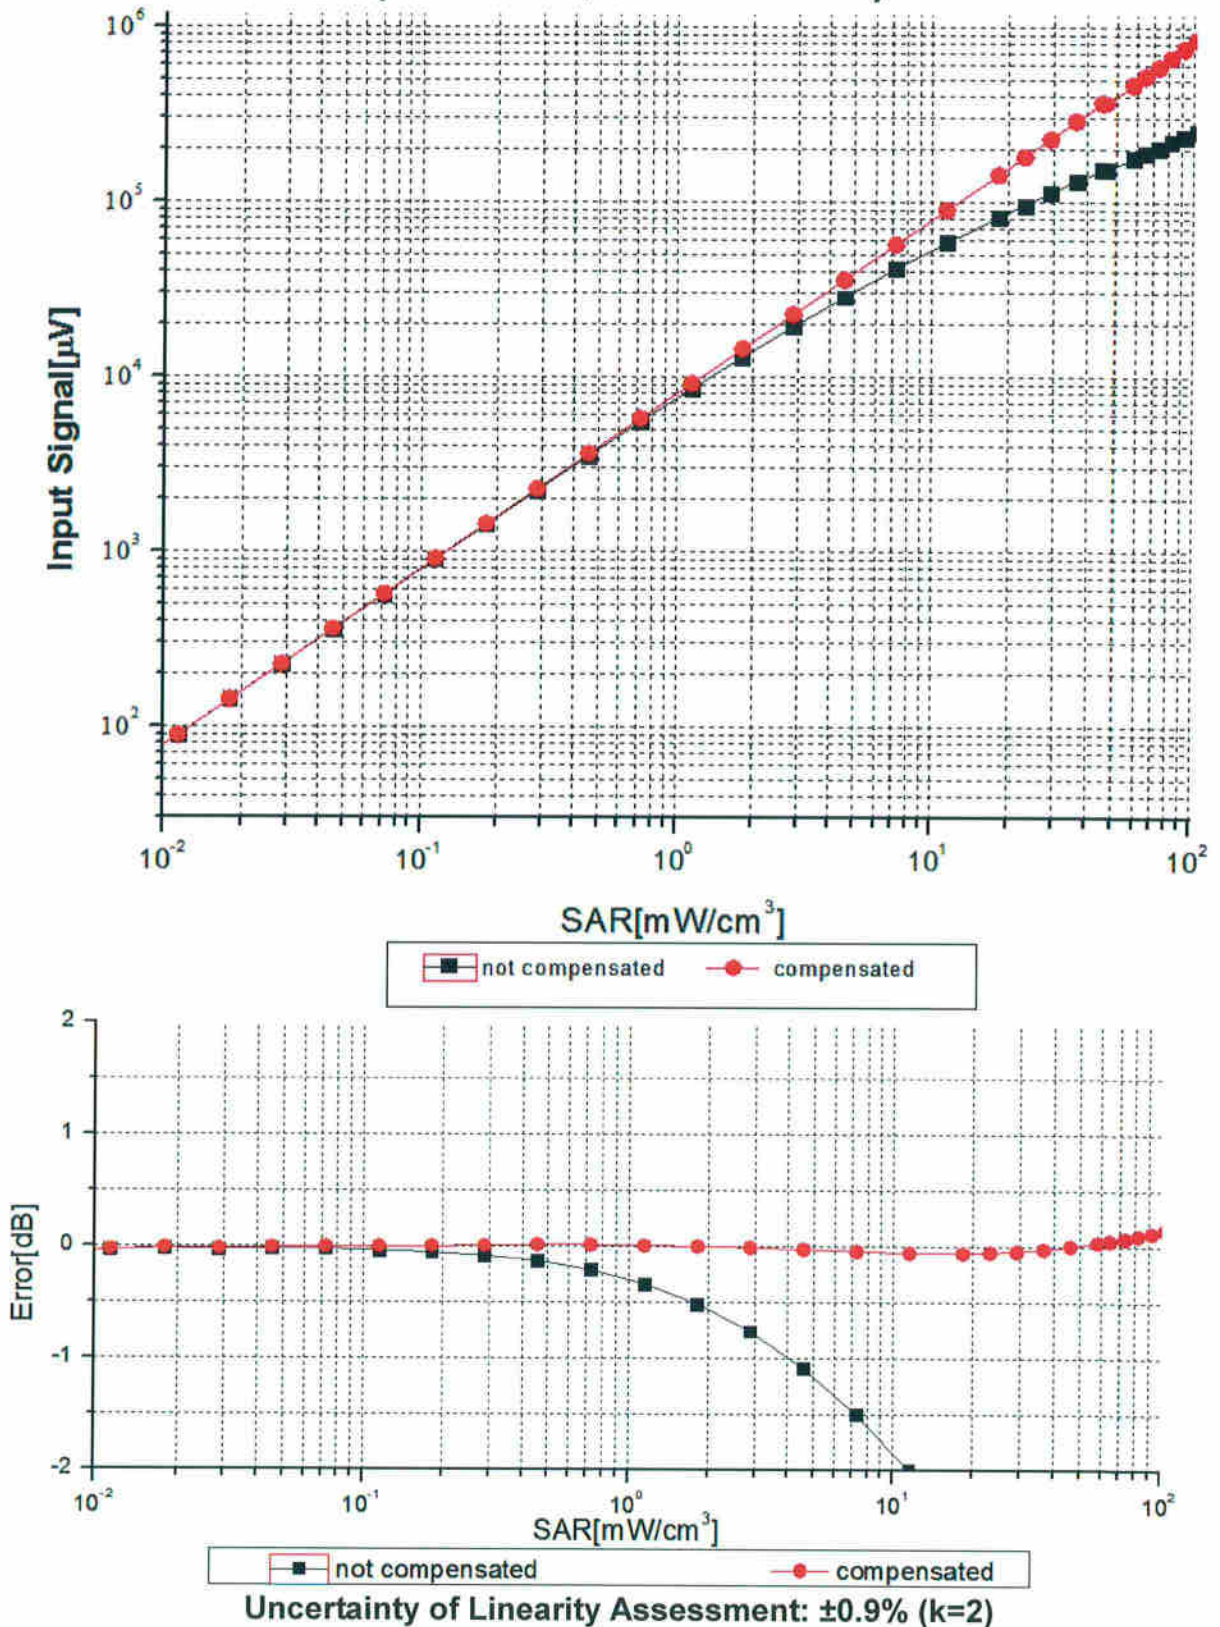 10^6
10^5
10^4
10^3
10^2
Input Signal[µV]
10^-2 10^-1 10^0 10^1 10^2
SAR[mW/cm^3]
not compensated compensated
2
1
0
-1
-2
Error[dB]
10^-2 10^-1 10^0 10^1 10^2
SAR[mW/cm^3]
not compensated compensated
Uncertainty of Linearity Assessment: ±0.9% (k=2)